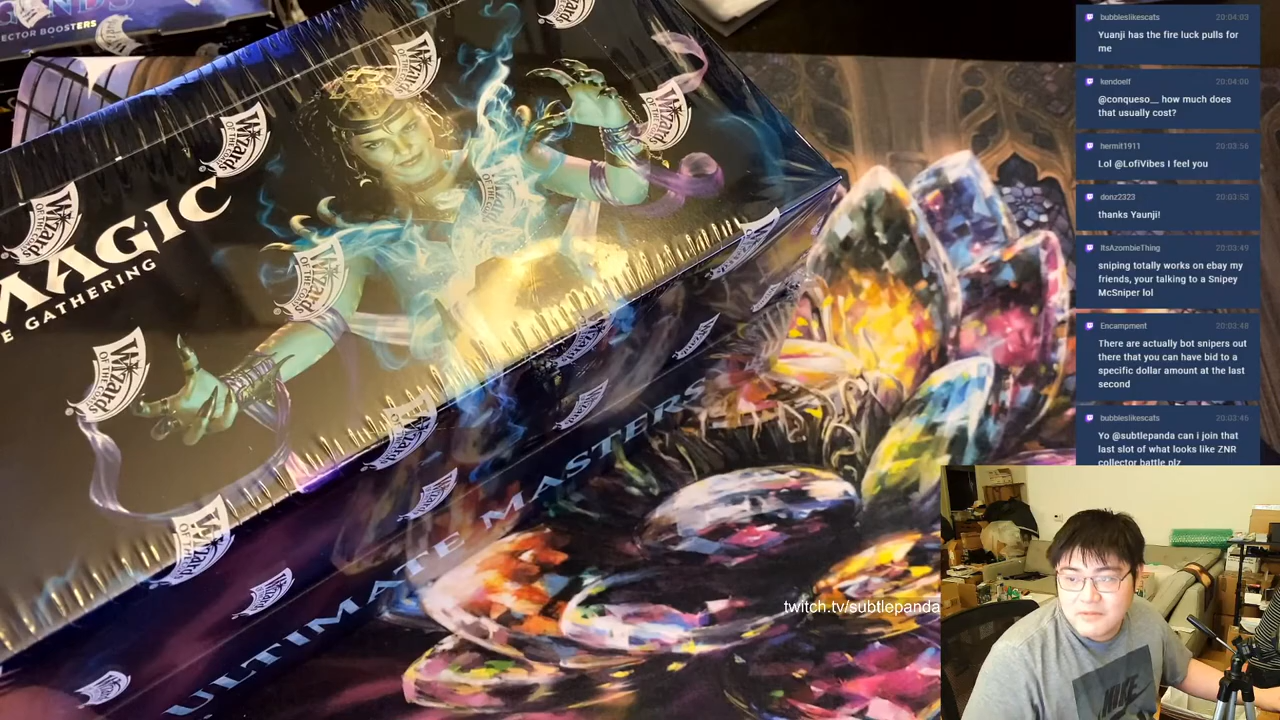 ECTOR BOOSTERS
MAGIC
E GATHERING
WIZARDS
OF THE COAST
ULTIMATE MASTERS
twitch.tv/subtlepanda
NIKE
bubbleslikescats 20:04:03
Yuanji has the fire luck pulls for
me
kendoelf 20:04:00
@conqueso__ how much does
that usually cost?
hermit1911 20:03:56
Lol @LofiVibes I feel you
donz2323 20:03:53
thanks Yaunji!
ItsAzombieThing 20:03:49
sniping totally works on ebay my
friends, your talking to a Snipey
McSniper lol
Encampment 20:03:48
There are actually bot snipers out
there that you can have bid to a
specific dollar amount at the last
second
bubbleslikescats 20:03:46
Yo @subtlepanda can i join that
last slot of what looks like ZNR
collector battle plz